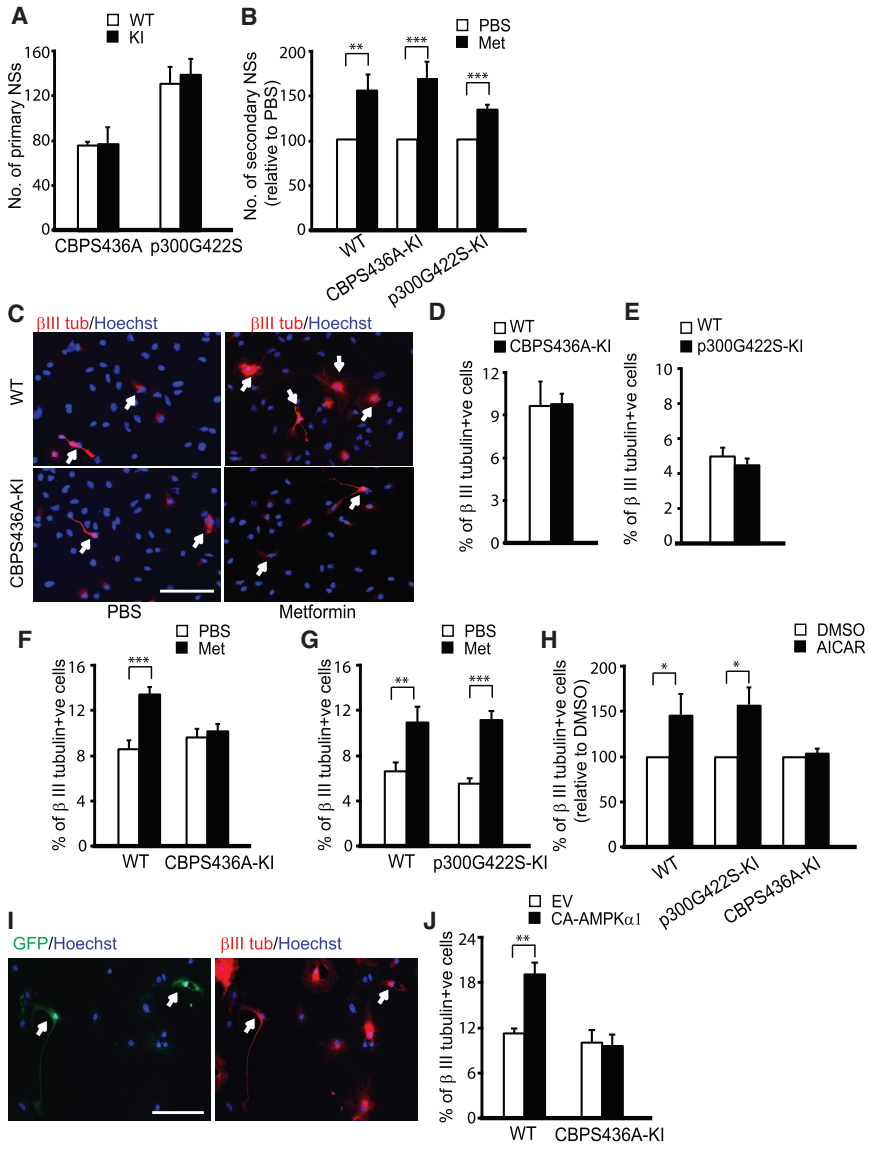 A
WT
KI
No. of primary NSs
160
120
80
40
0
CBPS436A p300G422S
B
PBS
Met
No. of secondary NSs
(relative to PBS)
200
150
100
50
0
** *** ***
WT
CBPS436A-KI
p300G422S-KI
C
βIII tub/Hoechst βIII tub/Hoechst
WT
CBPS436A-KI
PBS Metformin
D
WT
CBPS436A-KI
% of β III tubulin+ve cells
12
9
6
3
0
E
WT
p300G422S-KI
% of β III tubulin+ve cells
10
8
6
4
2
0
F
PBS
Met
% of β III tubulin+ve cells
16
12
8
4
0
***
WT CBPS436A-KI
G
PBS
Met
% of β III tubulin+ve cells
16
12
8
4
0
** ***
WT p300G422S-KI
H
DMSO
AICAR
% of β III tubulin+ve cells
(relative to DMSO)
200
150
100
50
0
* *
WT
p300G422S-KI
CBPS436A-KI
I
GFP/Hoechst βIII tub/Hoechst
J
EV
CA-AMPKα1
% of β III tubulin+ve cells
24
18
12
6
0
**
WT CBPS436A-KI